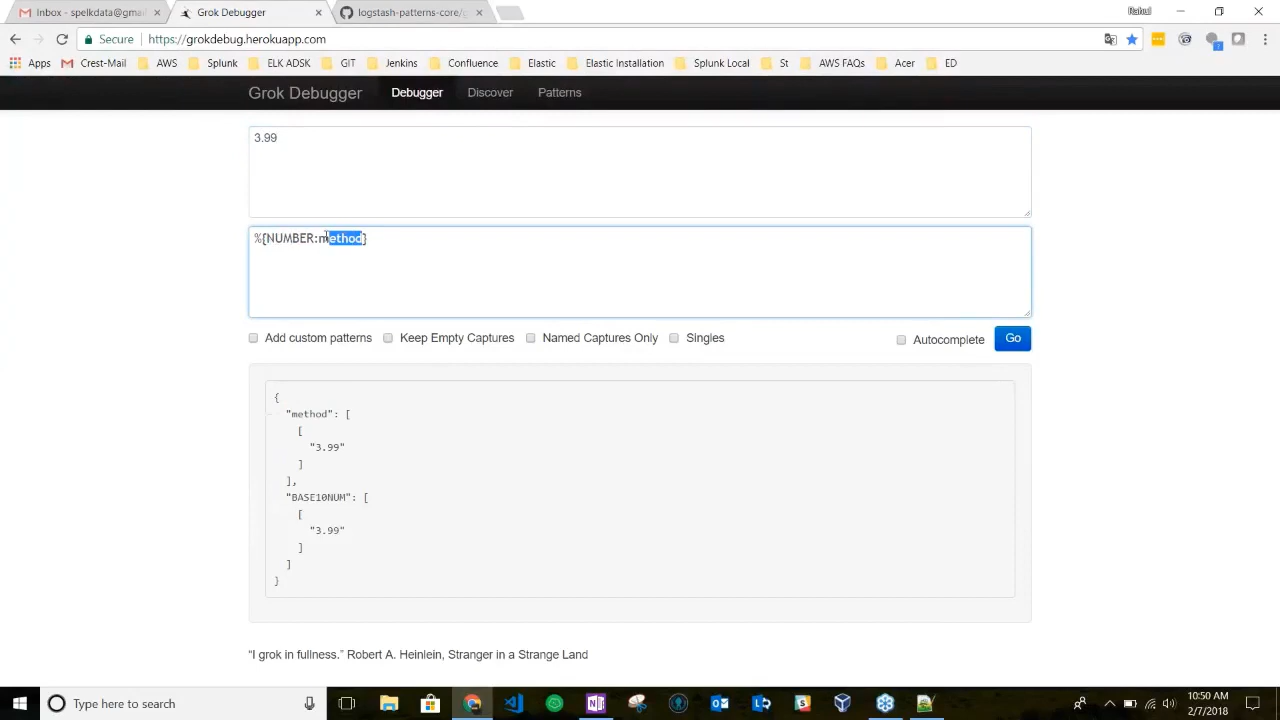 Inbox - spelkdata@gmai
Grok Debugger
logstash-patterns-core/g
Rahul
Secure
https://grokdebug.herokuapp.com
Apps Crest-Mail AWS Splunk ELK ADSK GIT Jenkins Confluence Elastic Elastic Installation Splunk Local ST AWS FAQs Acer ED
Grok Debugger Debugger Discover Patterns
3.99
%{NUMBER:method}
Add custom patterns Keep Empty Captures Named Captures Only Singles Autocomplete Go
{
"method": [
[
"3.99"
]
],
"BASE10NUM": [
[
"3.99"
]
]
}
“I grok in fullness.” Robert A. Heinlein, Stranger in a Strange Land
Type here to search
10:50 AM
2/7/2018